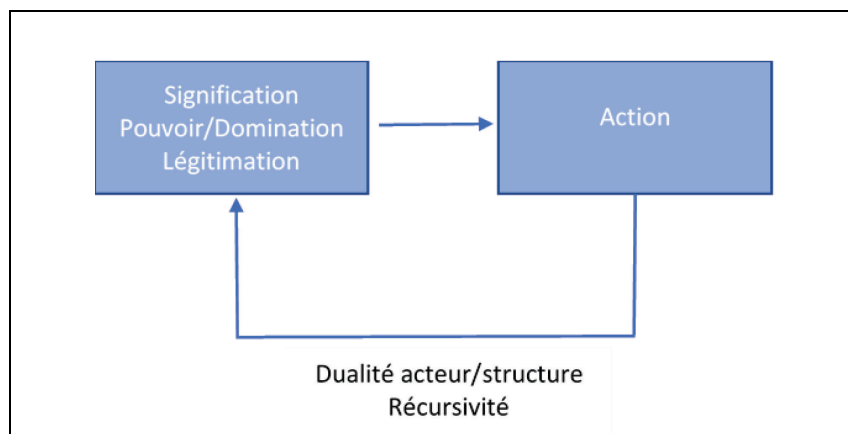 Signification
Pouvoir/Domination
Légitimation
Action
Dualité acteur/structure
Récursivité